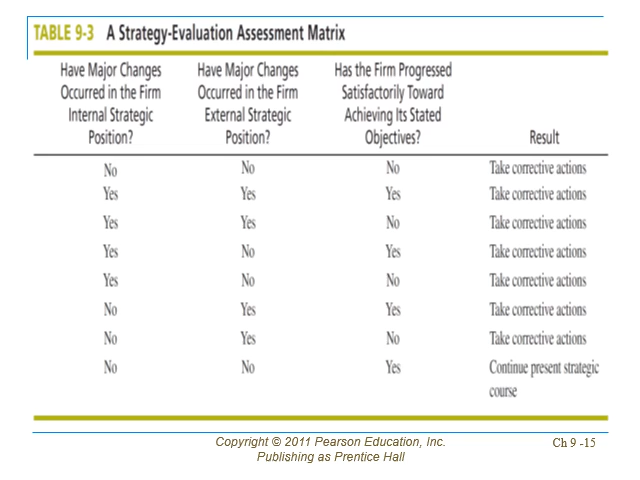 TABLE 9-3 A Strategy-Evaluation Assessment Matrix
Have Major Changes Occurred in the Firm Internal Strategic Position? Have Major Changes Occurred in the Firm External Strategic Position? Has the Firm Progressed Satisfactorily Toward Achieving Its Stated Objectives? Result
No No No Take corrective actions
Yes Yes Yes Take corrective actions
Yes Yes No Take corrective actions
Yes No Yes Take corrective actions
Yes No No Take corrective actions
No Yes Yes Take corrective actions
No Yes No Take corrective actions
No No Yes Continue present strategic
course
Copyright © 2011 Pearson Education, Inc.
Publishing as Prentice Hall
Ch 9 -15